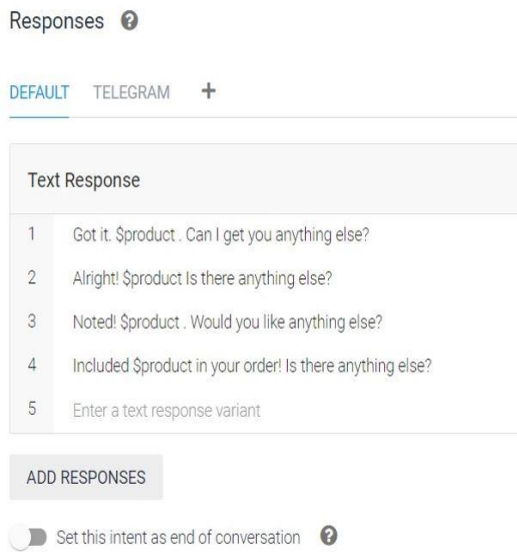 Responses ?
DEFAULT TELEGRAM +
Text Response
1 Got it. $product . Can I get you anything else?
2 Alright! $product Is there anything else?
3 Noted! $product . Would you like anything else?
4 Included $product in your order! Is there anything else?
5 Enter a text response variant
ADD RESPONSES
Set this intent as end of conversation ?